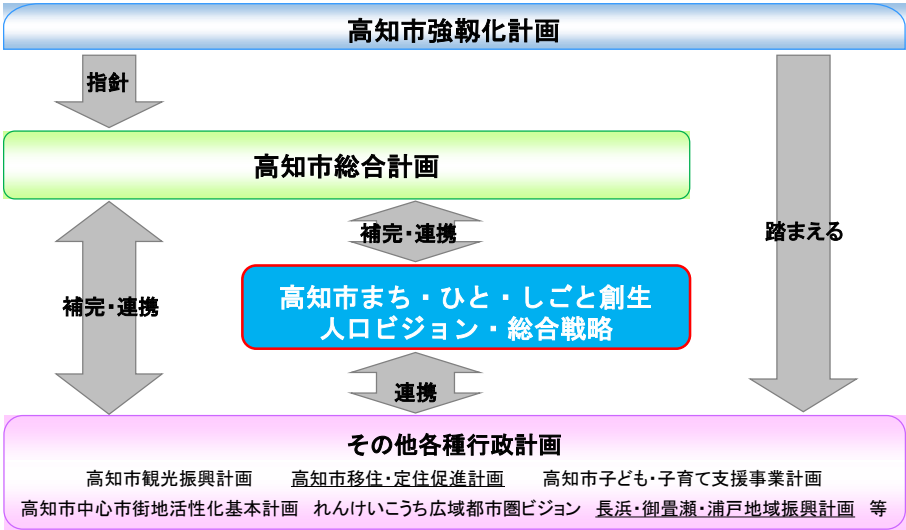 高知市強靱化計画
指針
高知市総合計画
補完・連携
踏まえる
補完・連携
高知市まち・ひと・しごと創生
人口ビジョン・総合戦略
連携
その他各種行政計画
高知市観光振興計画 高知市移住・定住促進計画 高知市子ども・子育て支援事業計画
高知市中心市街地活性化基本計画 れんけいこうち広域都市圏ビジョン 長浜・御畳瀬・浦戸地域振興計画 等